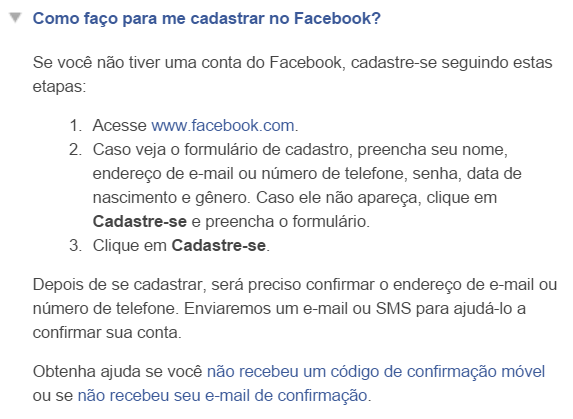 Como faço para me cadastrar no Facebook?
Se você não tiver uma conta do Facebook, cadastre-se seguindo estas
etapas:
1. Acesse www.facebook.com.
2. Caso veja o formulário de cadastro, preencha seu nome,
endereço de e-mail ou número de telefone, senha, data de
nascimento e gênero. Caso ele não apareça, clique em
Cadastre-se e preencha o formulário.
3. Clique em Cadastre-se.
Depois de se cadastrar, será preciso confirmar o endereço de e-mail ou
número de telefone. Enviaremos um e-mail ou SMS para ajudá-lo a
confirmar sua conta.
Obtenha ajuda se você não recebeu um código de confirmação móvel
ou se não recebeu seu e-mail de confirmação.